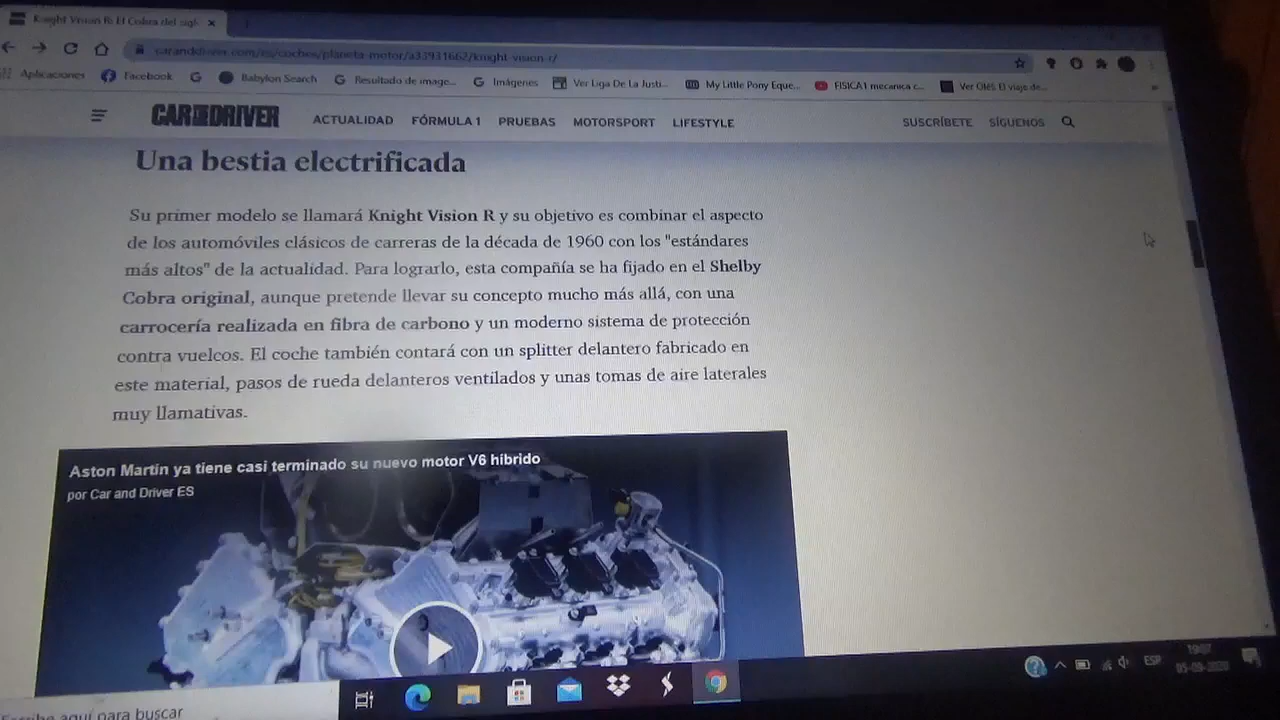 Knight Vision R: El Cobra del sigl
caranddriver.com/es/coches/planeta-motor/a33931662/knight-vision-r/
Aplicaciones Facebook Babylon Search Resultado de image... Imágenes Ver Liga De La Justi... My Little Pony Eque... FISICA1 mecanica c... Ver
CAR AND DRIVER ACTUALIDAD FÓRMULA 1 PRUEBAS MOTORSPORT LIFESTYLE SUSCRÍBETE SÍGUENOS
Una bestia electrificada
Su primer modelo se llamará Knight Vision R y su objetivo es combinar el aspecto
de los automóviles clásicos de carreras de la década de 1960 con los "estándares
más altos" de la actualidad. Para lograrlo, esta compañía se ha fijado en el Shelby
Cobra original, aunque pretende llevar su concepto mucho más allá, con una
carrocería realizada en fibra de carbono y un moderno sistema de protección
contra vuelcos. El coche también contará con un splitter delantero fabricado en
este material, pasos de rueda delanteros ventilados y unas tomas de aire laterales
muy llamativas.
Aston Martin ya tiene casi terminado su nuevo motor V6 híbrido
por Car and Driver ES
ESP 19:07
05-09-2020
Escribe aquí para buscar